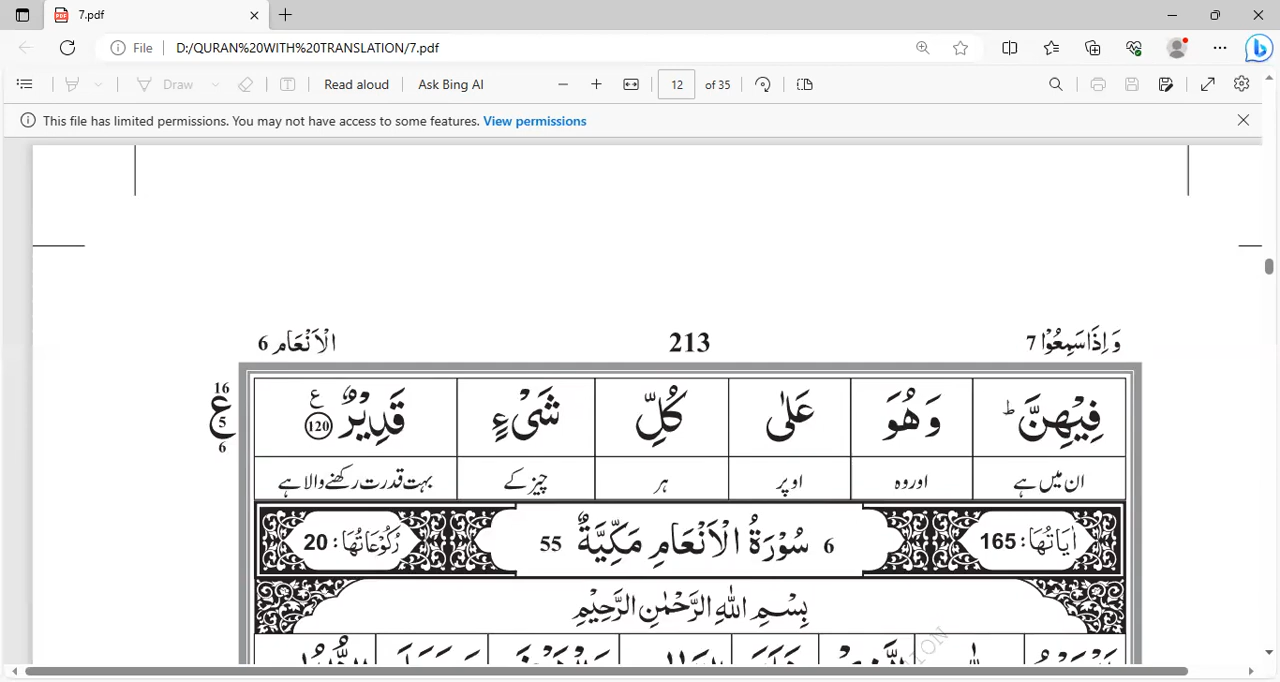 7.pdf
File D:/QURAN%20WITH%20TRANSLATION/7.pdf
Draw Read aloud Ask Bing AI 12 of 35
This file has limited permissions. You may not have access to some features. View permissions
وَاِذَا سَمِعُوْا 7 213 الْاَنْعَام 6
فِيْهِنَّ ؕ وَهُوَ عَلٰى كُلِّ شَیْءٍ قَدِيْرٌ 120 ع
16 ع 5 6
ان میں ہے اور وہ اوپر ہر چیز کے بہت قدرت رکھنے والا ہے
اٰيَاتُهَا: 165 6 سُوْرَةُ الْاَنْعَامِ مَكِّيَّةٌ 55 رُكُوْعَاتُهَا: 20
بِسْمِ اللّٰهِ الرَّحْمٰنِ الرَّحِيْمِ